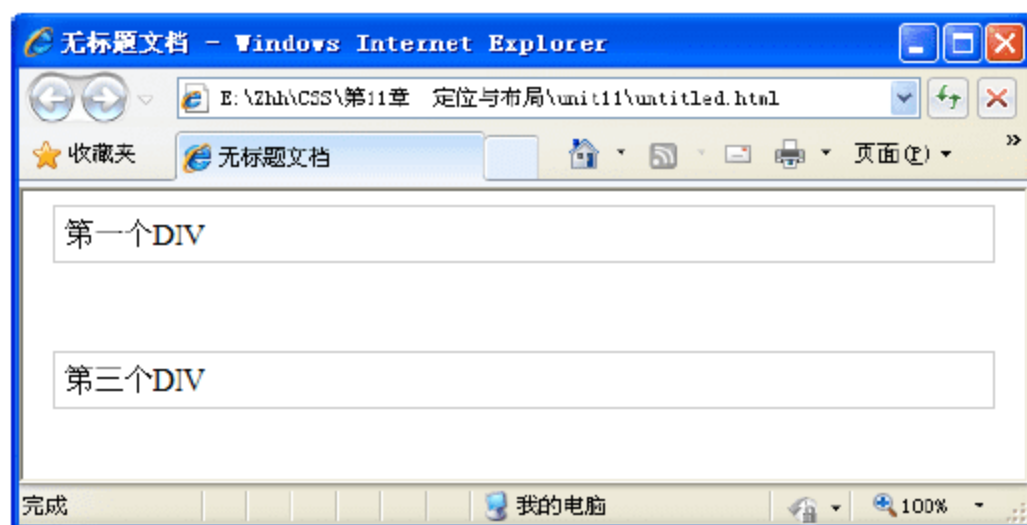 无标题文档 - Windows Internet Explorer
E:\Zhh\CSS\第11章 定位与布局\unit11\untitled.html
收藏夹 无标题文档 页面(P) »
第一个DIV
第三个DIV
完成 我的电脑 100%